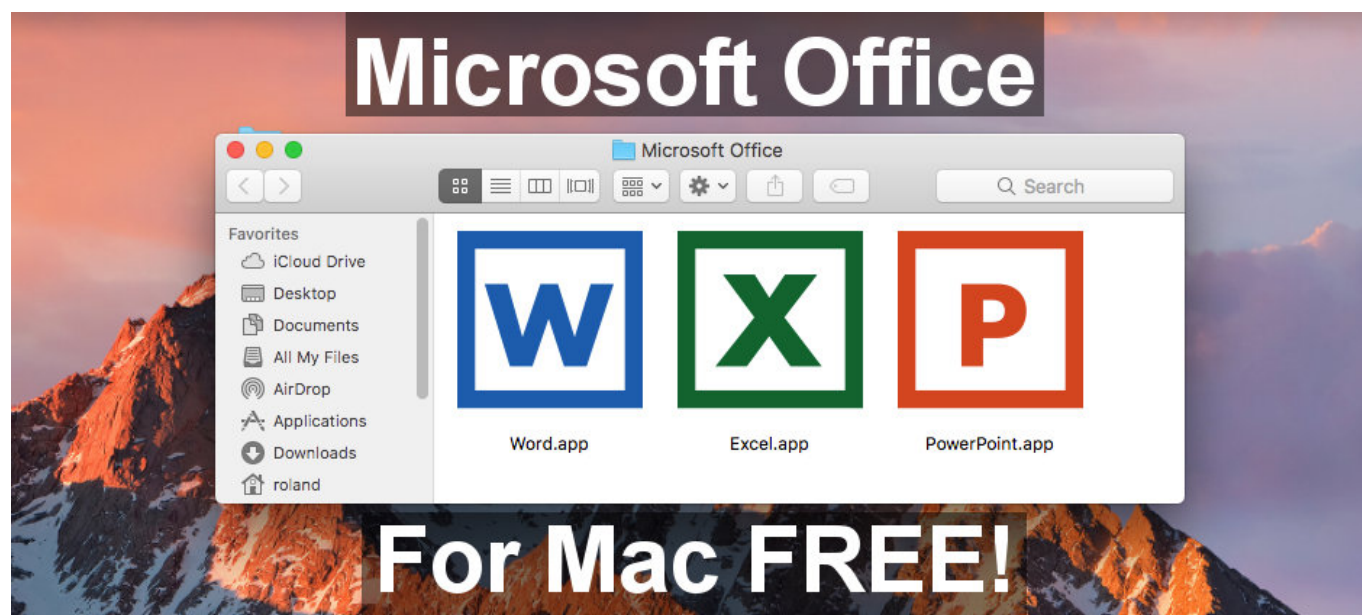 Microsoft Office
Microsoft Office
Search
Favorites
iCloud Drive
Desktop
Documents
All My Files
AirDrop
Applications
Downloads
roland
W X P
Word.app Excel.app PowerPoint.app
For Mac FREE!